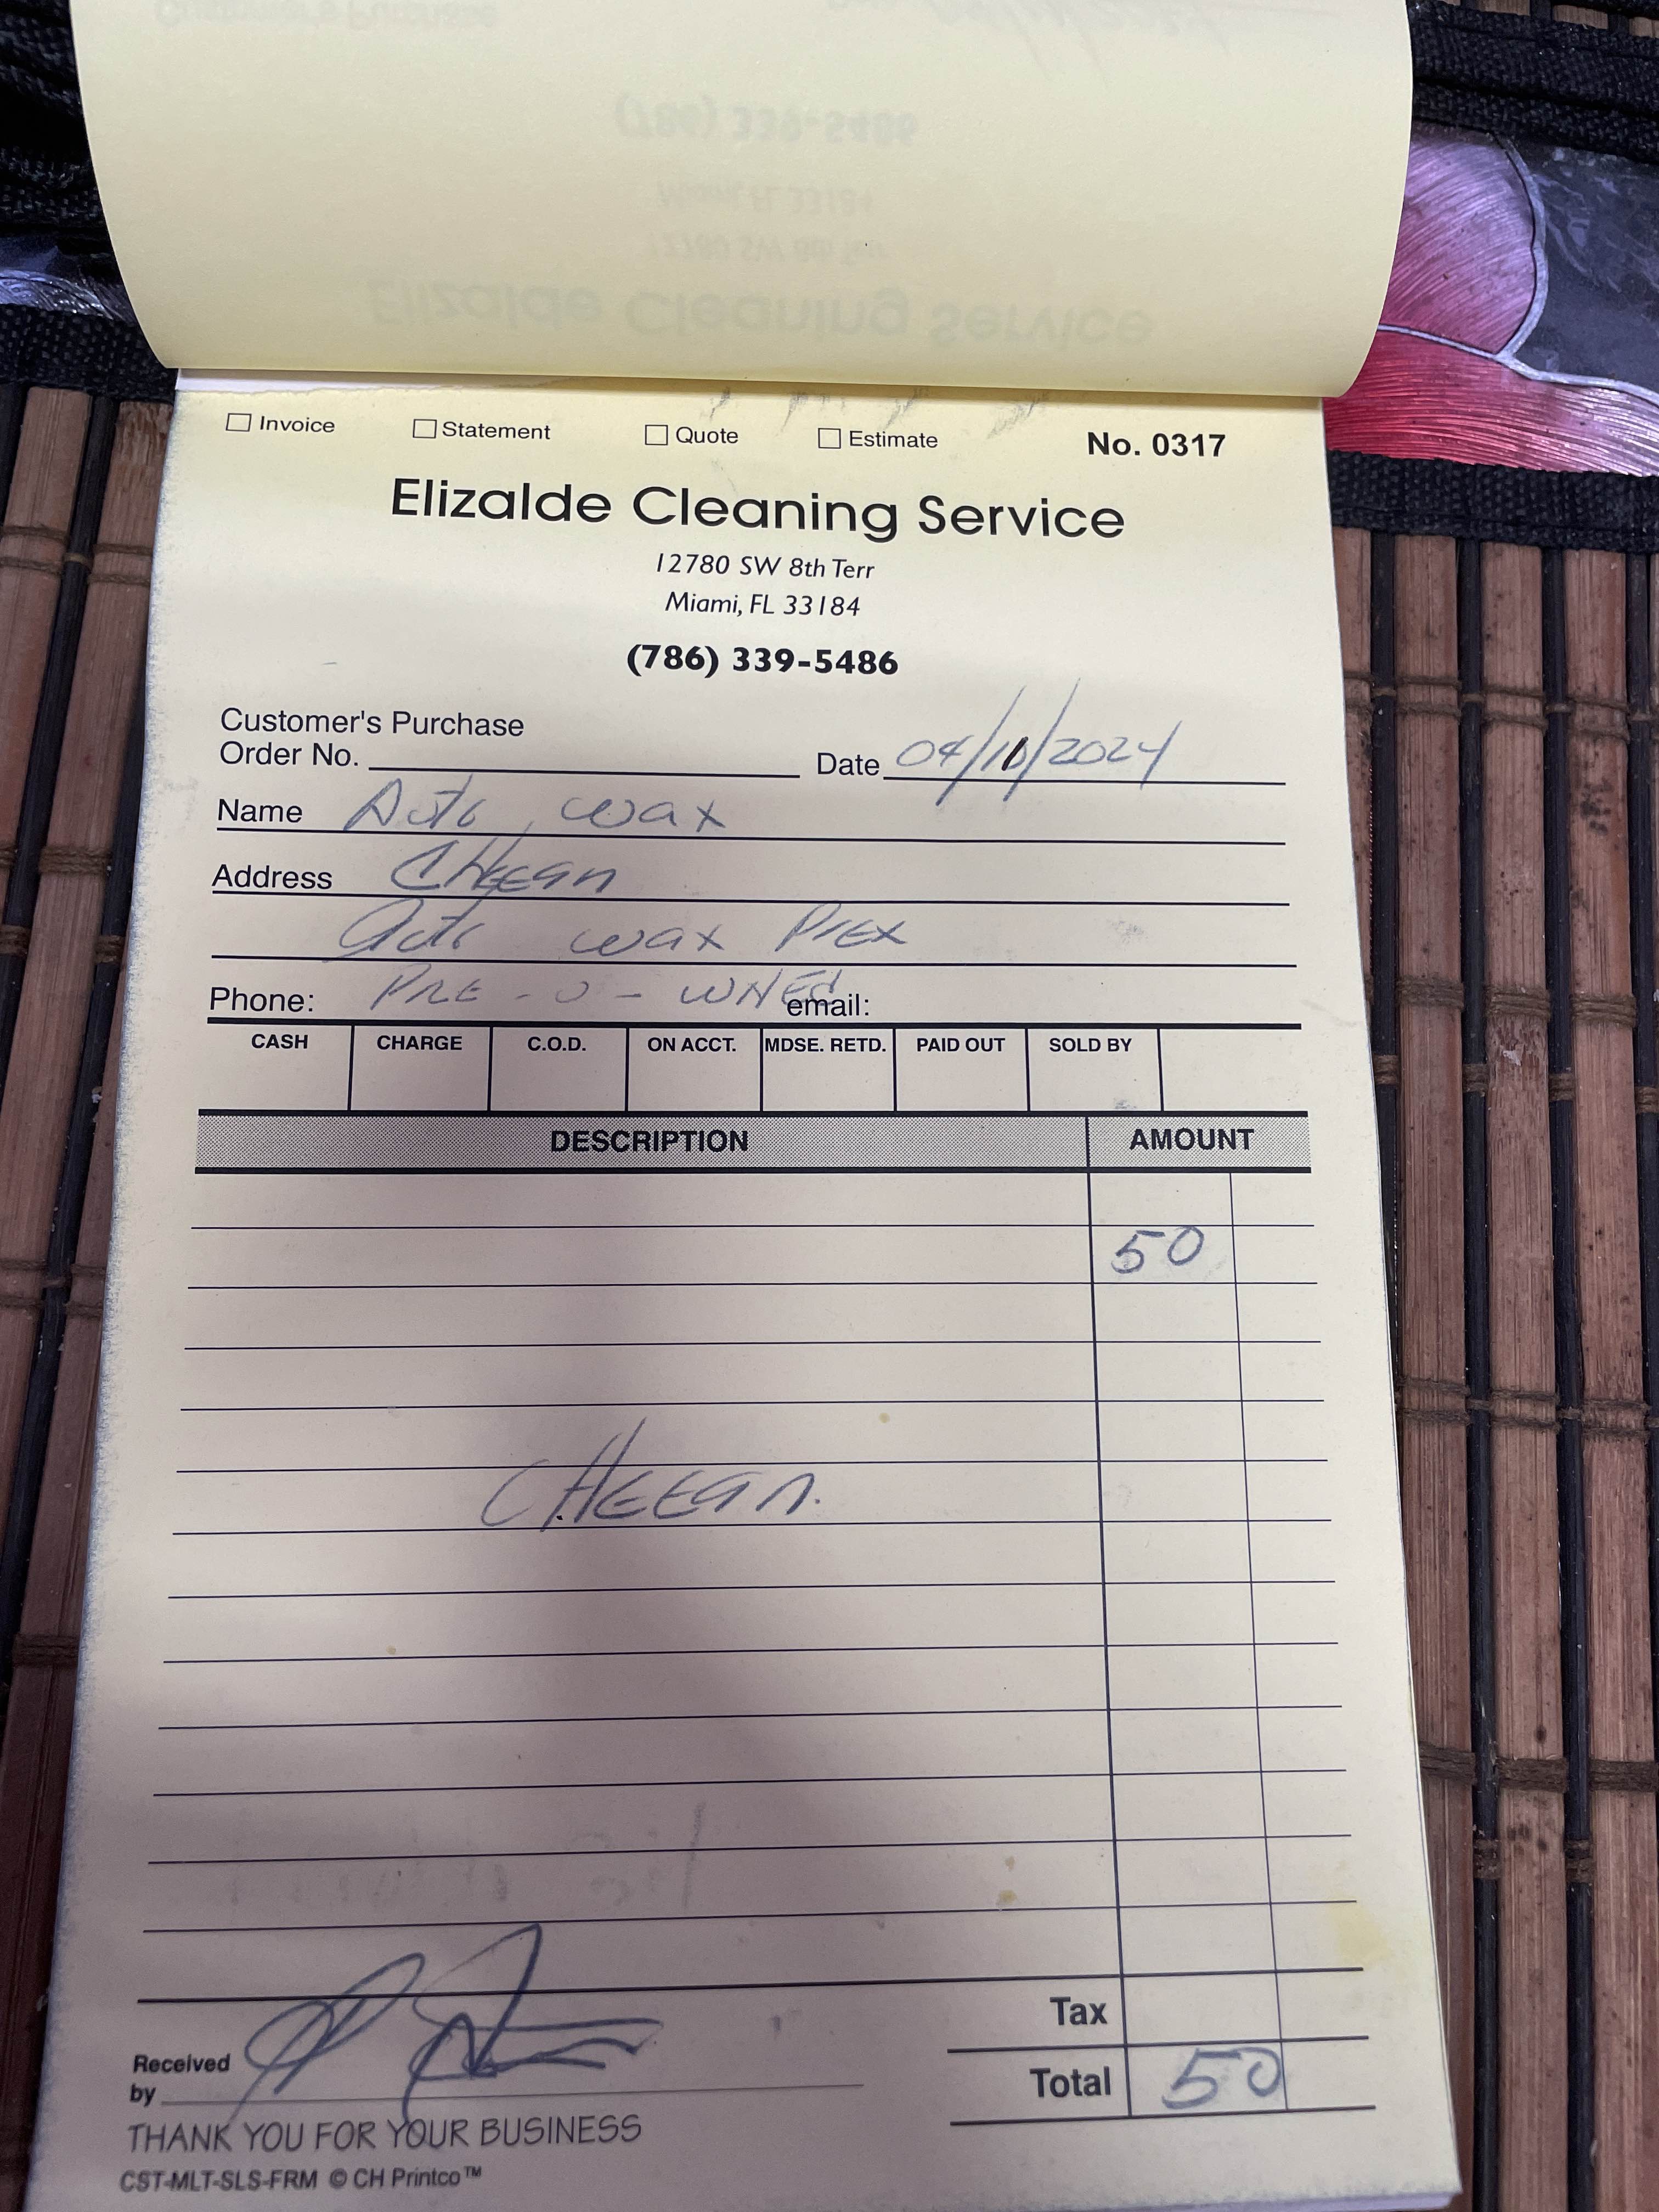 Invoice Statement Quote Estimate No. 0317
Elizalde Cleaning Service
12780 SW 8th Terr
Miami, FL 33184
(786) 339-5486
Customer's Purchase
Order No. Date 04/10/2024
Name Auto wax
Address CHEEan
Auto wax PrEx
Phone: PRE-O-WNEd email:
CASH CHARGE C.O.D. ON ACCT. MDSE. RETD. PAID OUT SOLD BY
DESCRIPTION AMOUNT
50
CHEEan.
Tax
Received
by
Total 50
THANK YOU FOR YOUR BUSINESS
CST-MLT-SLS-FRM © CH Printco™